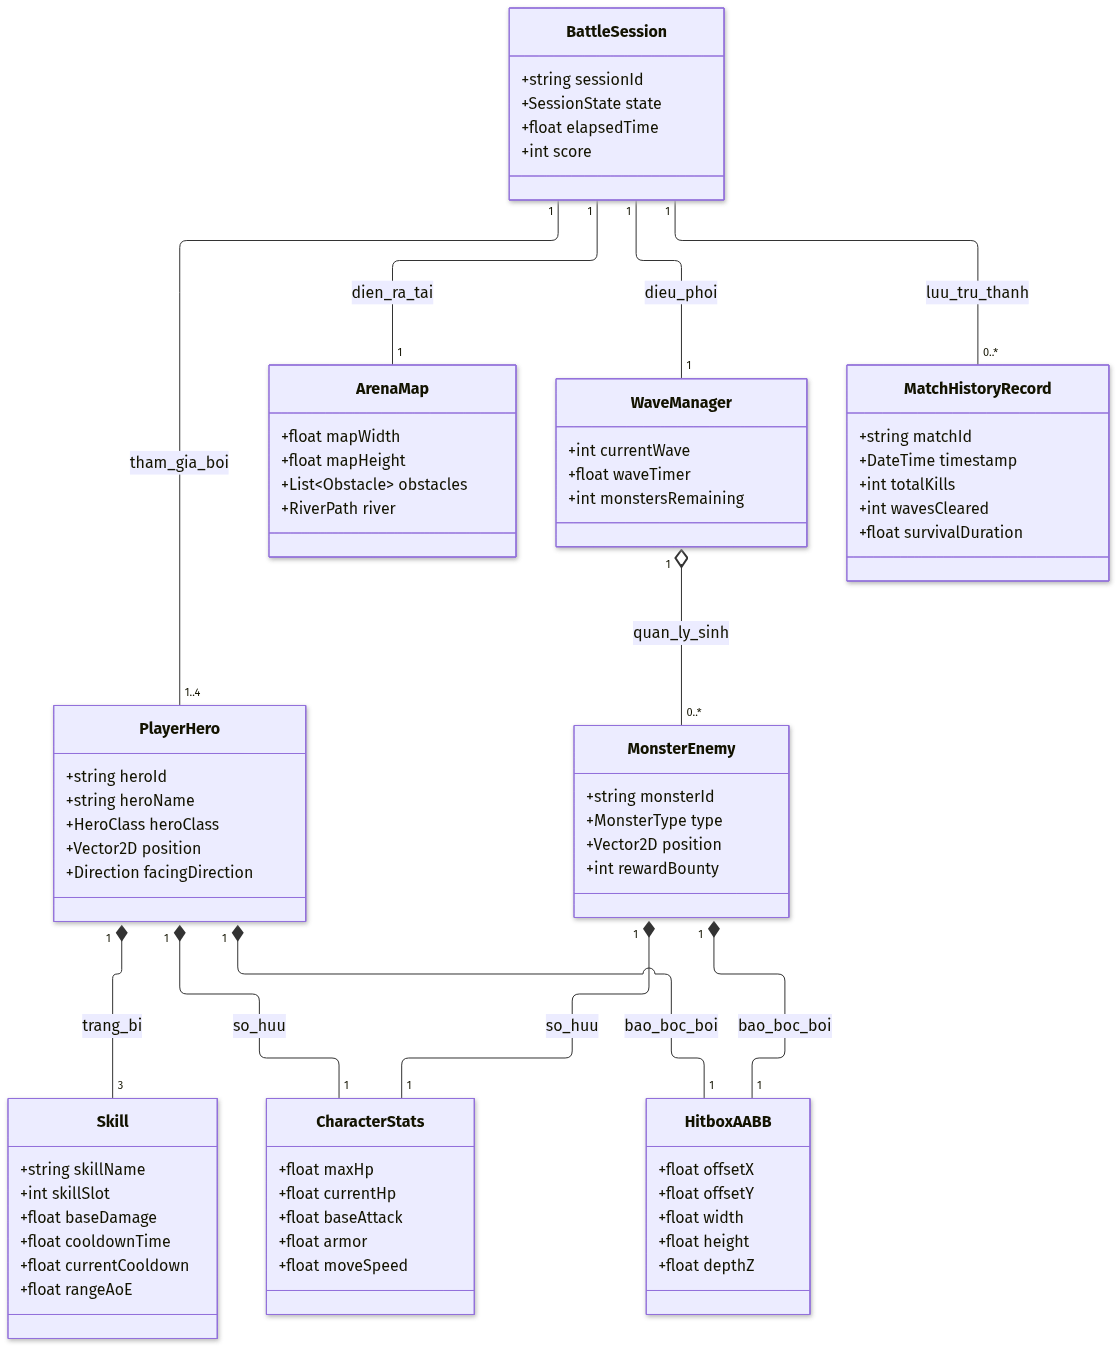 BattleSession
+string sessionId
+SessionState state
+float elapsedTime
+int score
1
1
1
1
dien_ra_tai
dieu_phoi
luu_tru_thanh
1
1
0..*
ArenaMap
+float mapWidth
+float mapHeight
+List<Obstacle> obstacles
+RiverPath river
WaveManager
+int currentWave
+float waveTimer
+int monstersRemaining
MatchHistoryRecord
+string matchId
+DateTime timestamp
+int totalKills
+int wavesCleared
+float survivalDuration
tham_gia_boi
1
quan_ly_sinh
1..4
0..*
PlayerHero
+string heroId
+string heroName
+HeroClass heroClass
+Vector2D position
+Direction facingDirection
MonsterEnemy
+string monsterId
+MonsterType type
+Vector2D position
+int rewardBounty
1
1
1
1
1
trang_bi
so_huu
so_huu
bao_boc_boi
bao_boc_boi
3
1
1
1
1
Skill
+string skillName
+int skillSlot
+float baseDamage
+float cooldownTime
+float currentCooldown
+float rangeAoE
CharacterStats
+float maxHp
+float currentHp
+float baseAttack
+float armor
+float moveSpeed
HitboxAABB
+float offsetX
+float offsetY
+float width
+float height
+float depthZ